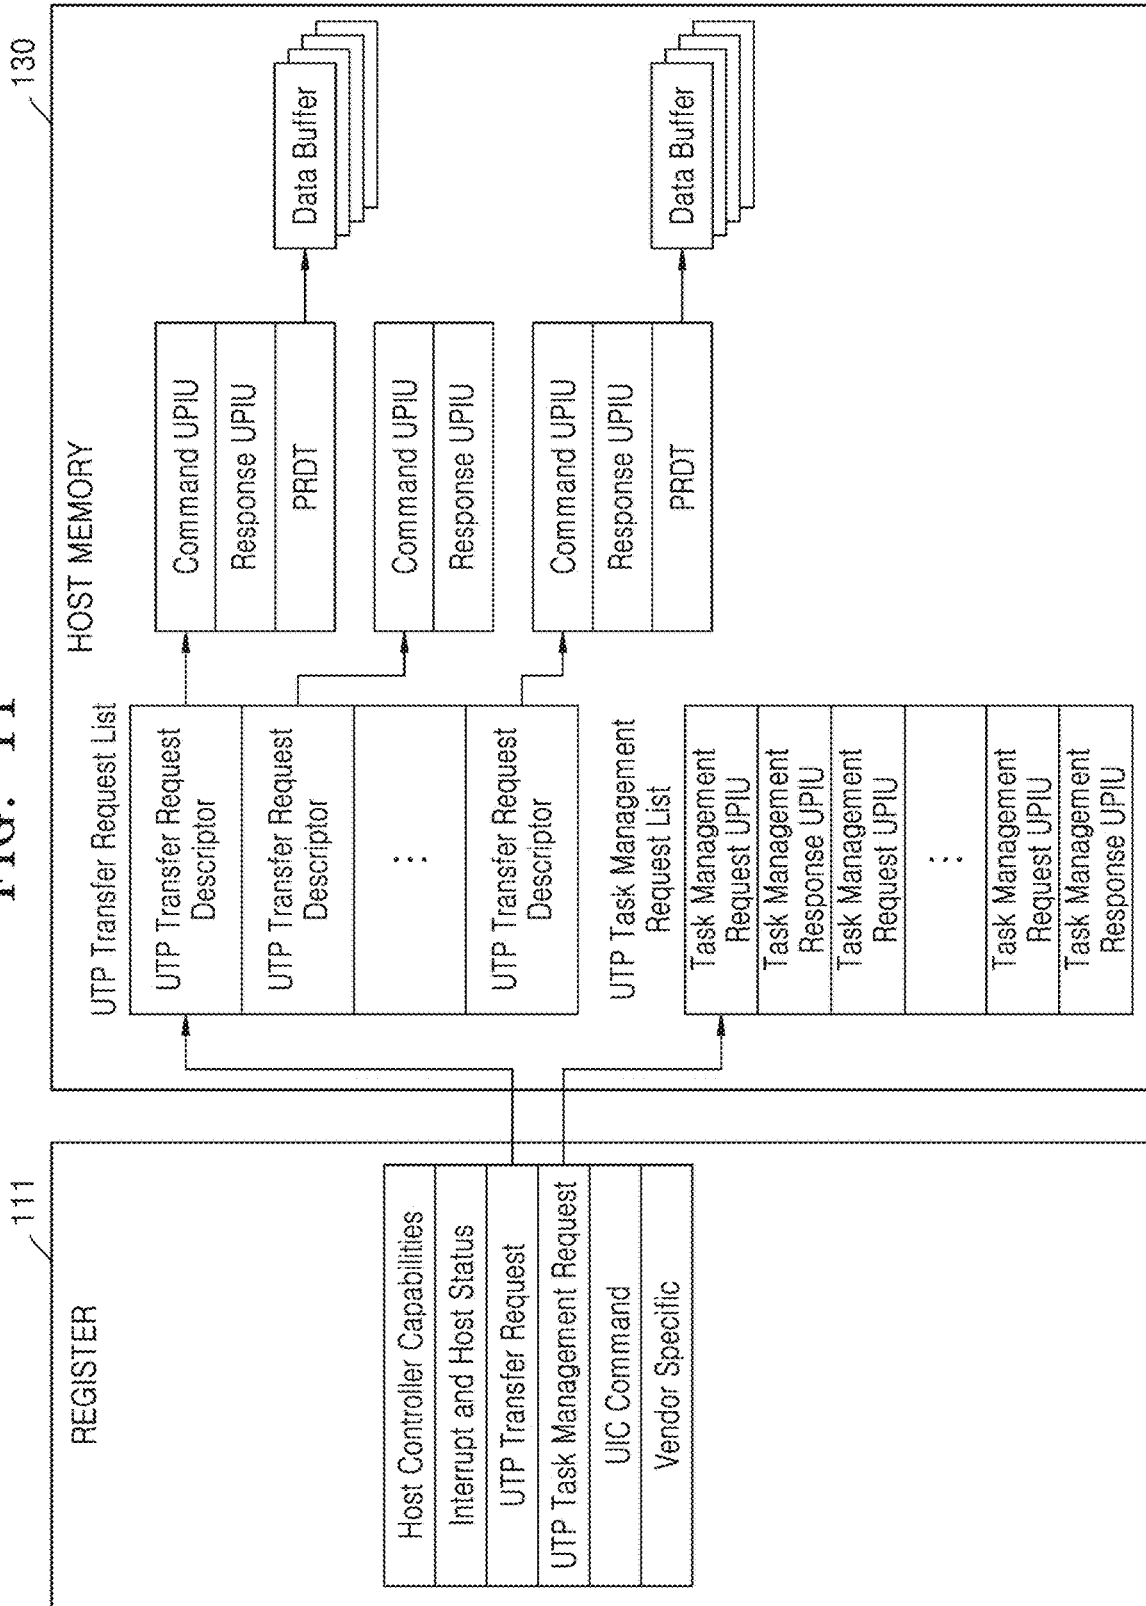 FIG. 11
111
130
REGISTER
Host Controller Capabilities
Interrupt and Host Status
UTP Transfer Request
UTP Task Management Request
UIC Command
Vendor Specific
HOST MEMORY
UTP Transfer Request List
UTP Transfer Request
Descriptor
UTP Transfer Request
Descriptor
...
UTP Transfer Request
Descriptor
Command UPIU
Response UPIU
PRDT
Data Buffer
Command UPIU
Response UPIU
Command UPIU
Response UPIU
PRDT
Data Buffer
UTP Task Management
Request List
Task Management
Request UPIU
Task Management
Response UPIU
Task Management
Request UPIU
...
Task Management
Request UPIU
Task Management
Response UPIU